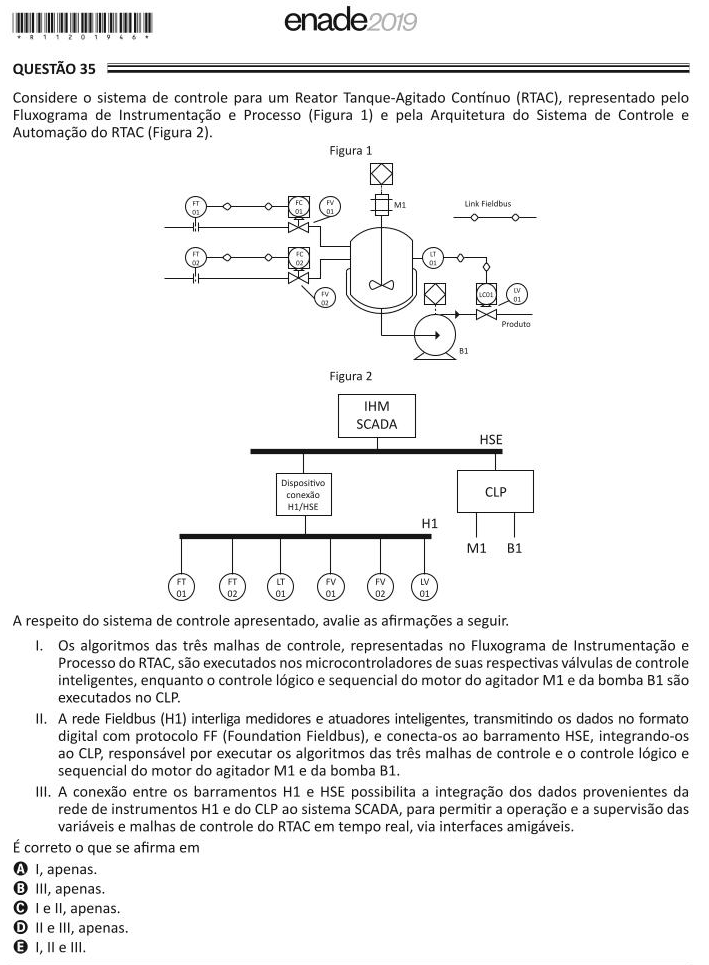 enade2019
* R 1 1 2 0 1 9 4 6 *
QUESTÃO 35
Considere o sistema de controle para um Reator Tanque-Agitado Contínuo (RTAC), representado pelo
Fluxograma de Instrumentação e Processo (Figura 1) e pela Arquitetura do Sistema de Controle e
Automação do RTAC (Figura 2).
Figura 1
FT
01
FC
01
FV
01
M1
Link Fieldbus
FT
02
FC
02
FV
02
LT
01
LC01
LV
01
Produto
B1
Figura 2
IHM
SCADA
HSE
Dispositivo
conexão
H1/HSE
CLP
H1
M1 B1
FT
01
FT
02
LT
01
FV
01
FV
02
LV
01
A respeito do sistema de controle apresentado, avalie as afirmações a seguir.
I. Os algoritmos das três malhas de controle, representadas no Fluxograma de Instrumentação e
Processo do RTAC, são executados nos microcontroladores de suas respectivas válvulas de controle
inteligentes, enquanto o controle lógico e sequencial do motor do agitador M1 e da bomba B1 são
executados no CLP.
II. A rede Fieldbus (H1) interliga medidores e atuadores inteligentes, transmitindo os dados no formato
digital com protocolo FF (Foundation Fieldbus), e conecta-os ao barramento HSE, integrando-os
ao CLP, responsável por executar os algoritmos das três malhas de controle e o controle lógico e
sequencial do motor do agitador M1 e da bomba B1.
III. A conexão entre os barramentos H1 e HSE possibilita a integração dos dados provenientes da
rede de instrumentos H1 e do CLP ao sistema SCADA, para permitir a operação e a supervisão das
variáveis e malhas de controle do RTAC em tempo real, via interfaces amigáveis.
É correto o que se afirma em
A I, apenas.
B III, apenas.
C I e II, apenas.
D II e III, apenas.
E I, II e III.